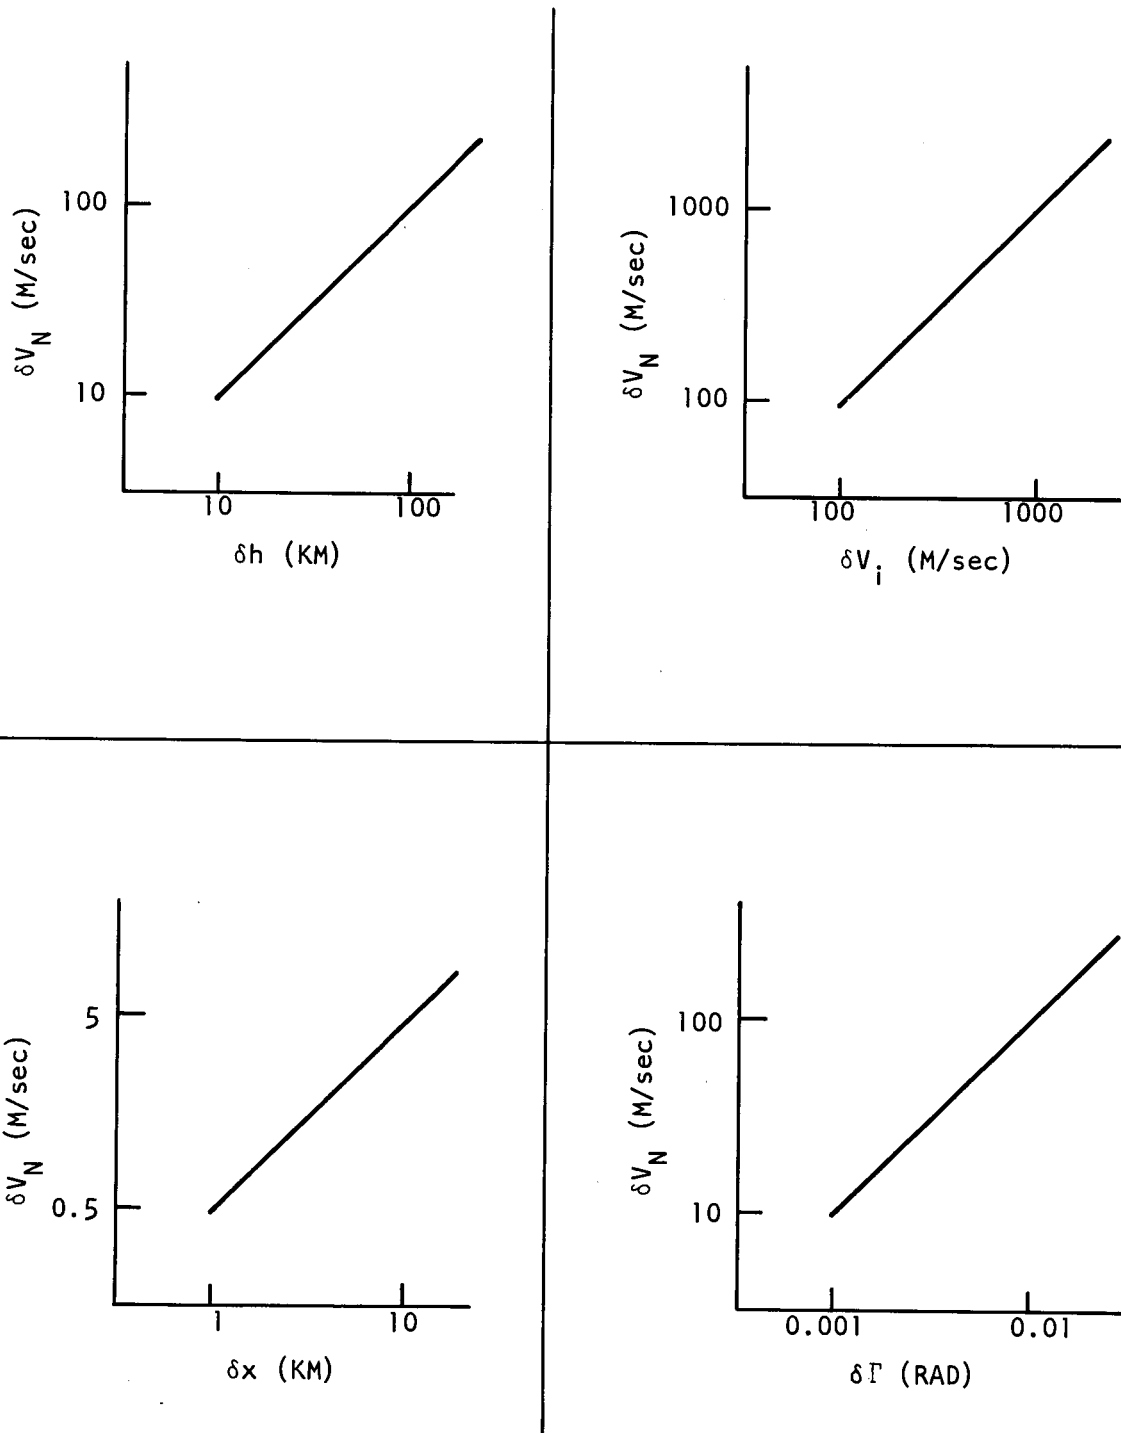 δV_N (M/sec)
100
10
10 100
δh (KM)
δV_N (M/sec)
1000
100
100 1000
δV_i (M/sec)
δV_N (M/sec)
5
0.5
1 10
δx (KM)
δV_N (M/sec)
100
10
0.001 0.01
δΓ (RAD)